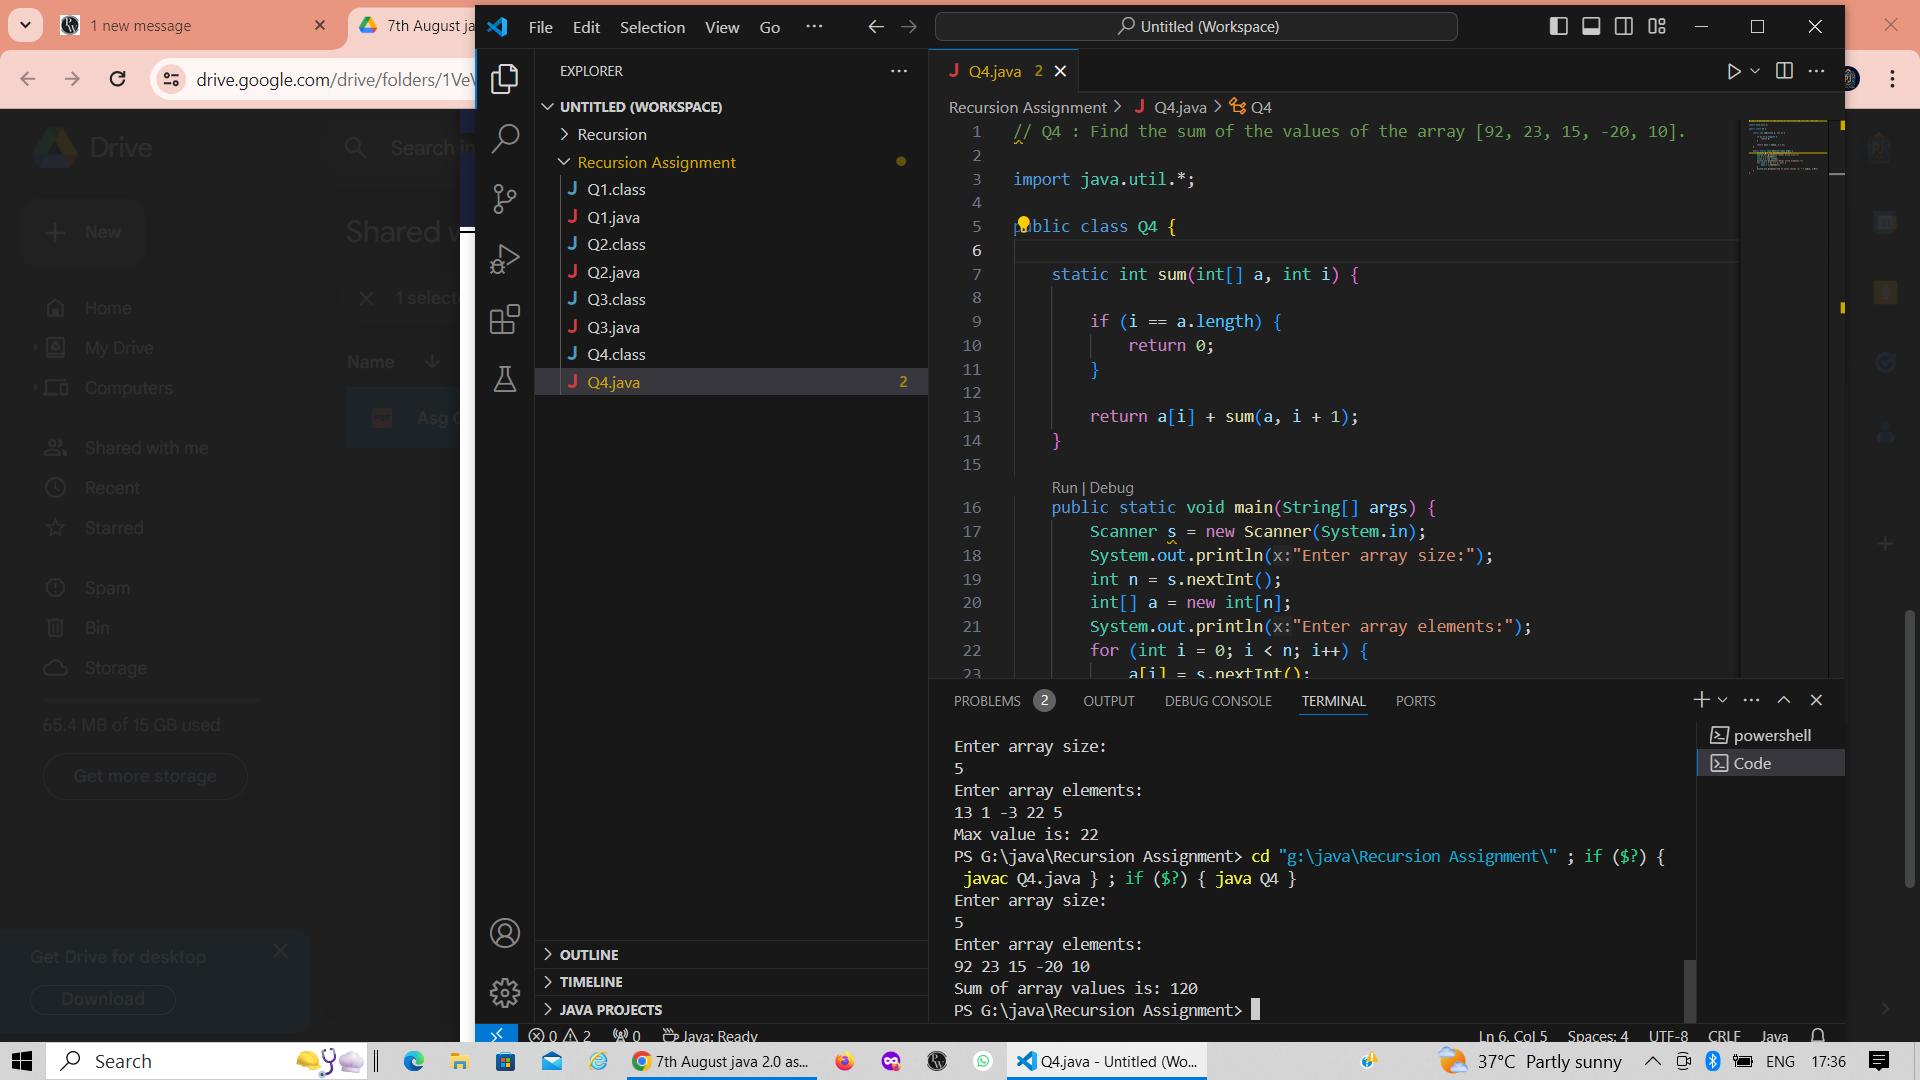 1 new message
7th August ja
drive.google.com/drive/folders/1VeV
Drive
Search in
New
Shared w
1 select
Home
My Drive
Computers
Name
Asg
Shared with me
Recent
Starred
Spam
Bin
Storage
65.4 MB of 15 GB used
Get more storage
Get Drive for desktop
Download
File Edit Selection View Go ···
Untitled (Workspace)
EXPLORER
UNTITLED (WORKSPACE)
Recursion
Recursion Assignment
J Q1.class
J Q1.java
J Q2.class
J Q2.java
J Q3.class
J Q3.java
J Q4.class
J Q4.java 2
OUTLINE
TIMELINE
JAVA PROJECTS
J Q4.java 2
Recursion Assignment > J Q4.java > Q4
1 // Q4 : Find the sum of the values of the array [92, 23, 15, -20, 10].
2
3 import java.util.*;
4
5 public class Q4 {
6
7 static int sum(int[] a, int i) {
8
9 if (i == a.length) {
10 return 0;
11 }
12
13 return a[i] + sum(a, i + 1);
14 }
15
Run | Debug
16 public static void main(String[] args) {
17 Scanner s = new Scanner(System.in);
18 System.out.println(x:"Enter array size:");
19 int n = s.nextInt();
20 int[] a = new int[n];
21 System.out.println(x:"Enter array elements:");
22 for (int i = 0; i < n; i++) {
23 a[i] = s.nextInt();
PROBLEMS 2 OUTPUT DEBUG CONSOLE TERMINAL PORTS
powershell
Code
Enter array size:
5
Enter array elements:
13 1 -3 22 5
Max value is: 22
PS G:\java\Recursion Assignment> cd "g:\java\Recursion Assignment\" ; if ($?) {
javac Q4.java } ; if ($?) { java Q4 }
Enter array size:
5
Enter array elements:
92 23 15 -20 10
Sum of array values is: 120
PS G:\java\Recursion Assignment>
0 2 0 Java: Ready
Ln 6, Col 5 Spaces: 4 UTF-8 CRLF Java
Search
7th August java 2.0 as...
Q4.java - Untitled (Wo...
37°C Partly sunny
ENG
17:36